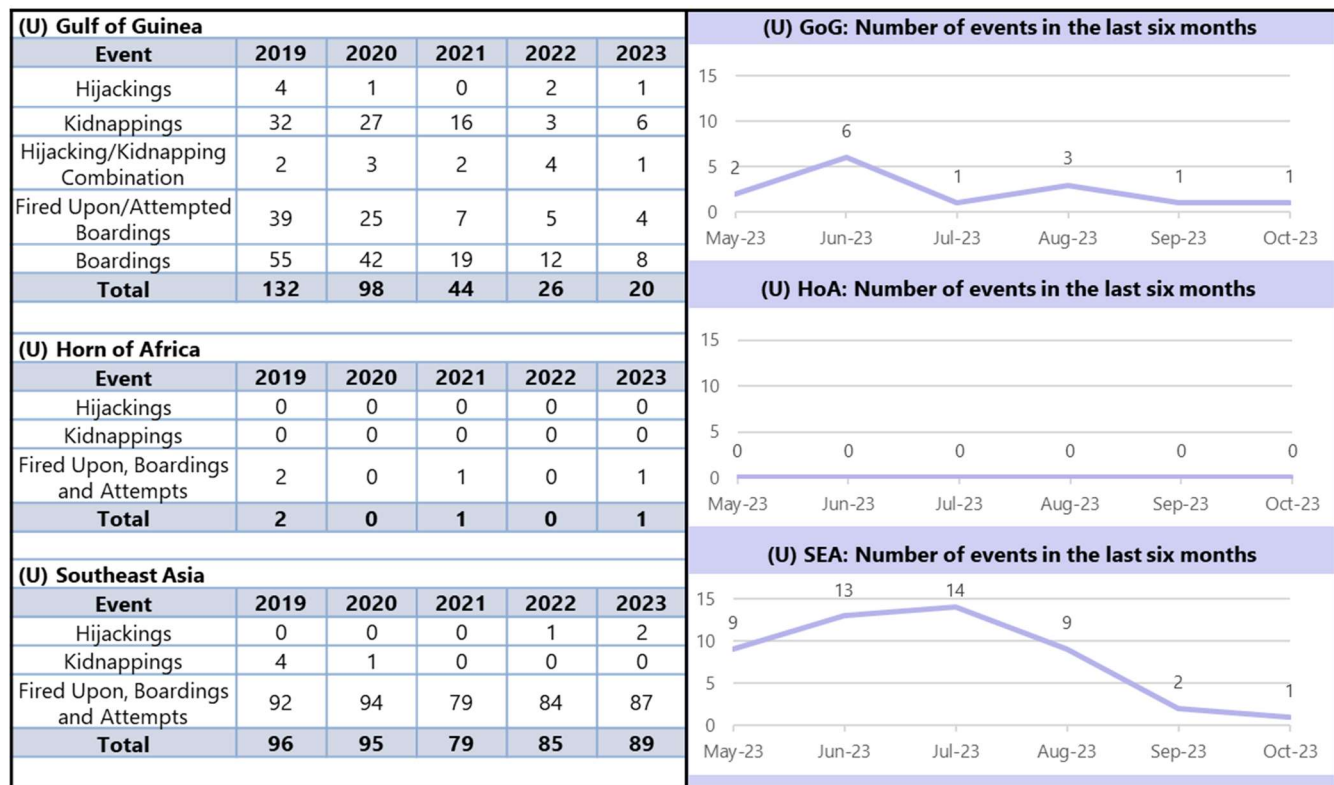 (U) Gulf of Guinea
Event 2019 2020 2021 2022 2023
Hijackings 4 1 0 2 1
Kidnappings 32 27 16 3 6
Hijacking/Kidnapping
Combination 2 3 2 4 1
Fired Upon/Attempted
Boardings 39 25 7 5 4
Boardings 55 42 19 12 8
Total 132 98 44 26 20
(U) Horn of Africa
Event 2019 2020 2021 2022 2023
Hijackings 0 0 0 0 0
Kidnappings 0 0 0 0 0
Fired Upon, Boardings
and Attempts 2 0 1 0 1
Total 2 0 1 0 1
(U) Southeast Asia
Event 2019 2020 2021 2022 2023
Hijackings 0 0 0 1 2
Kidnappings 4 1 0 0 0
Fired Upon, Boardings
and Attempts 92 94 79 84 87
Total 96 95 79 85 89
(U) GoG: Number of events in the last six months
15
10
5
0
2 6 1 3 1 1
May-23 Jun-23 Jul-23 Aug-23 Sep-23 Oct-23
(U) HoA: Number of events in the last six months
15
10
5
0
0 0 0 0 0 0
May-23 Jun-23 Jul-23 Aug-23 Sep-23 Oct-23
(U) SEA: Number of events in the last six months
15
10
5
0
9 13 14 9 2 1
May-23 Jun-23 Jul-23 Aug-23 Sep-23 Oct-23